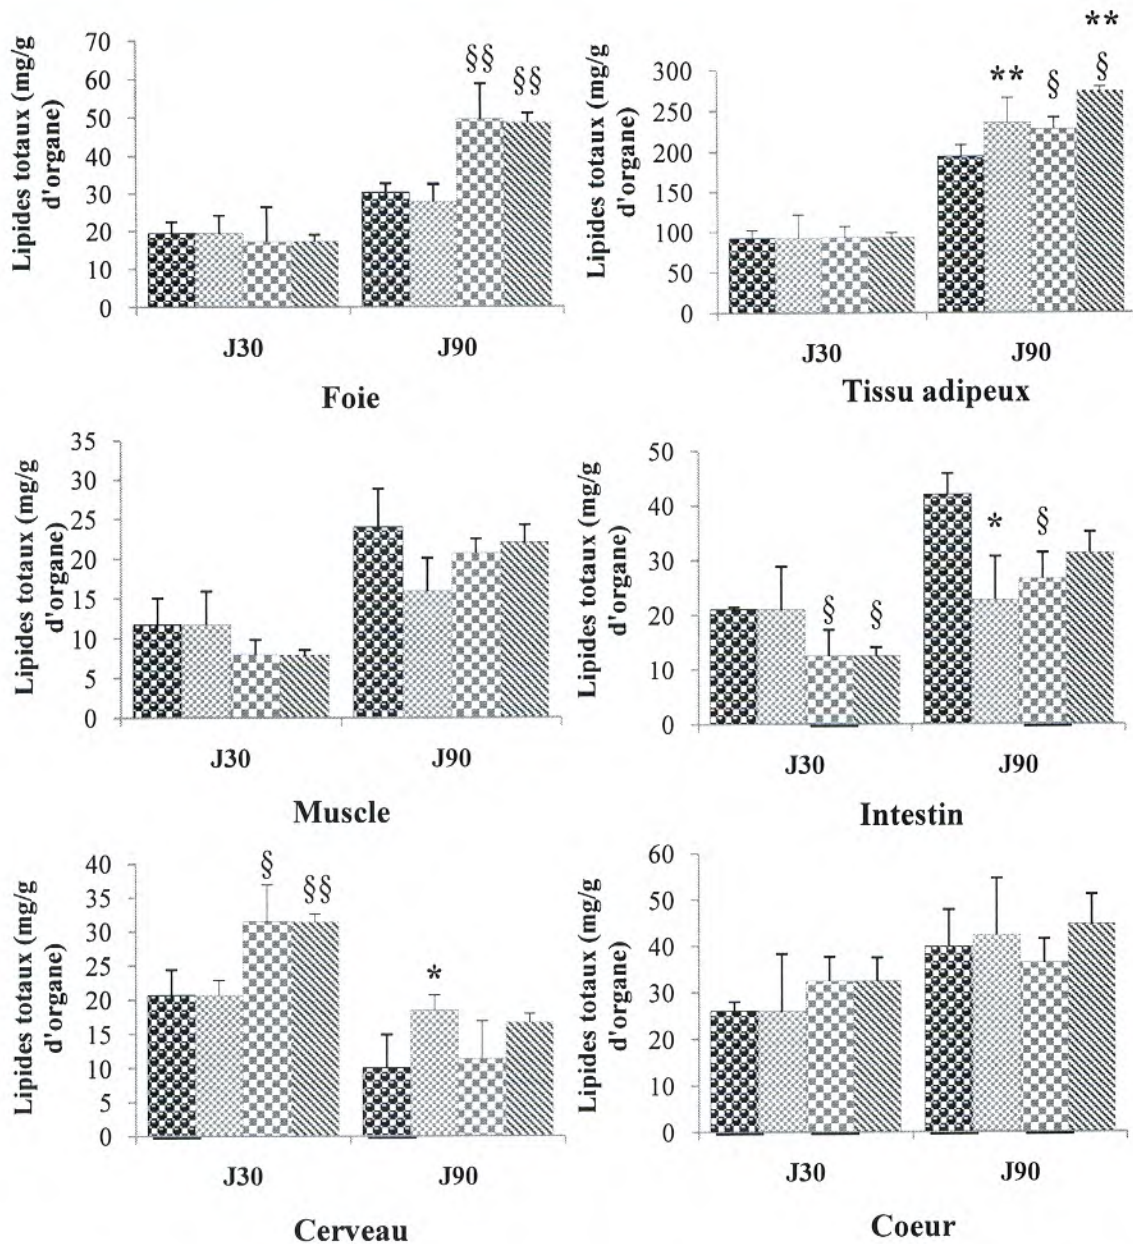 Lipides totaux (mg/g
d'organe)
70
60
50
40
30
20
10
0
§§
§§
J30
J90
Foie
Lipides totaux (mg/g
d'organe)
300
250
200
150
100
50
0
**
§
**
§
J30
J90
Tissu adipeux
Lipides totaux (mg/g
d'organe)
35
30
25
20
15
10
5
0
J30
J90
Muscle
Lipides totaux (mg/g
d'organe)
50
40
30
20
10
0
§
§
*
§
J30
J90
Intestin
Lipides totaux (mg/g
d'organe)
40
35
30
25
20
15
10
5
0
§
§§
*
J30
J90
Cerveau
Lipides totaux (mg/g
d'organe)
60
50
40
30
20
10
0
J30
J90
Coeur